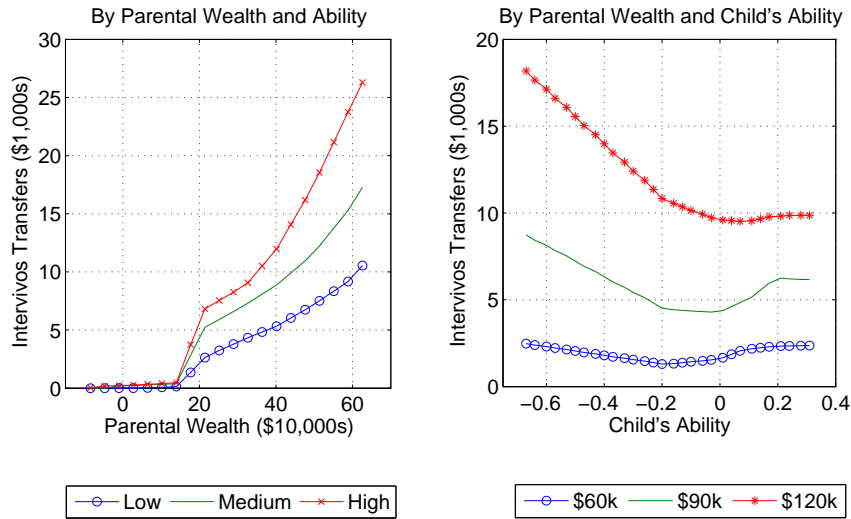 By Parental Wealth and Ability
Intervivos Transfers ($1,000s)
30
25
20
15
10
5
0
0 20 40 60
Parental Wealth ($10,000s)
Low Medium High
By Parental Wealth and Child's Ability
Intervivos Transfers ($1,000s)
20
15
10
5
0
−0.6 −0.4 −0.2 0 0.2 0.4
Child's Ability
$60k $90k $120k